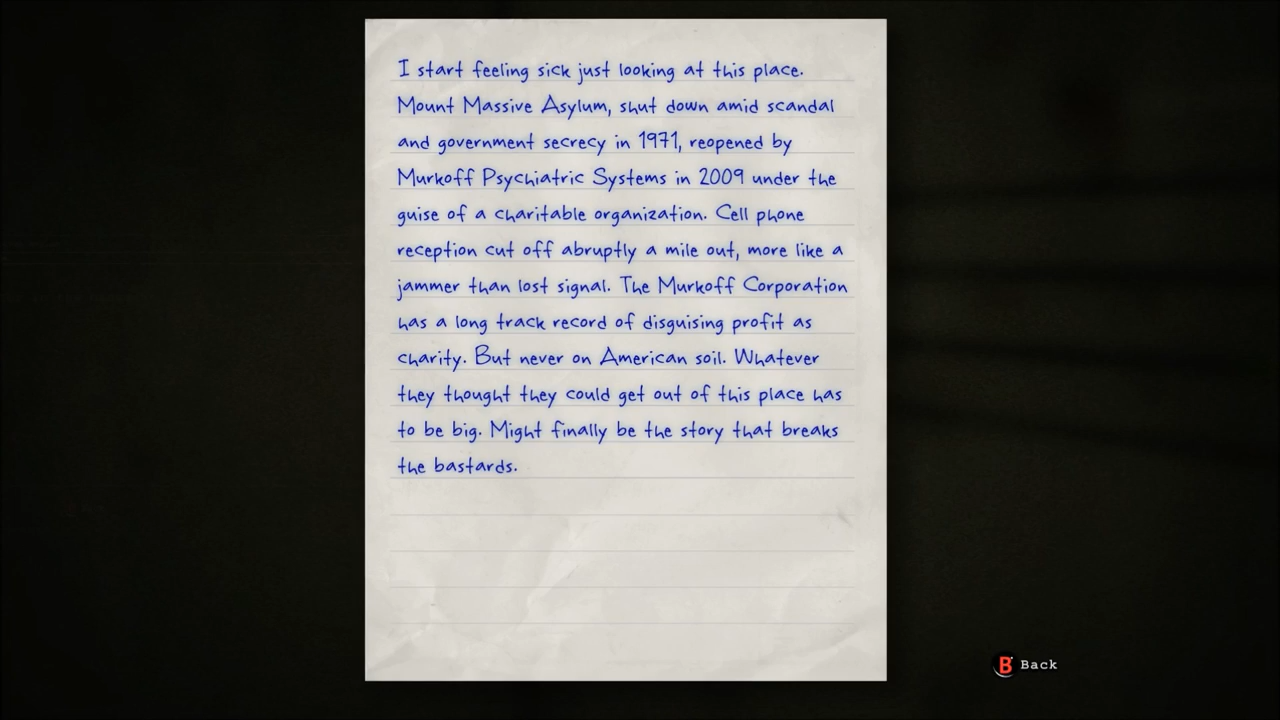 I start feeling sick just looking at this place.
Mount Massive Asylum, shut down amid scandal
and government secrecy in 1971, reopened by
Murkoff Psychiatric Systems in 2009 under the
guise of a charitable organization. Cell phone
reception cut off abruptly a mile out, more like a
jammer than lost signal. The Murkoff Corporation
has a long track record of disguising profit as
charity. But never on American soil. Whatever
they thought they could get out of this place has
to be big. Might finally be the story that breaks
the bastards.
B Back